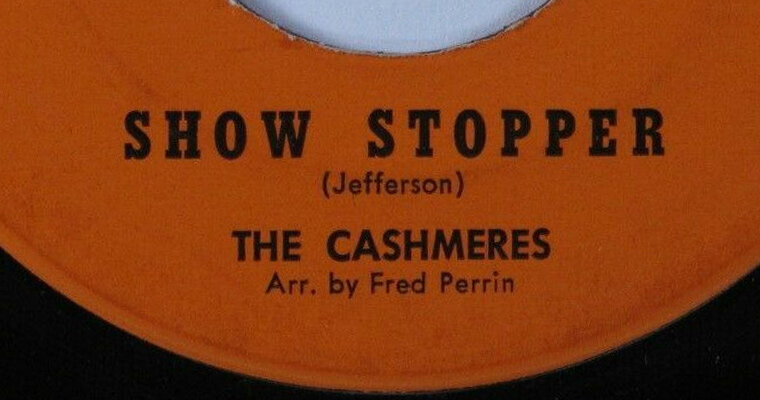 SHOW STOPPER
(Jefferson)
THE CASHMERES
Arr. by Fred Perrin